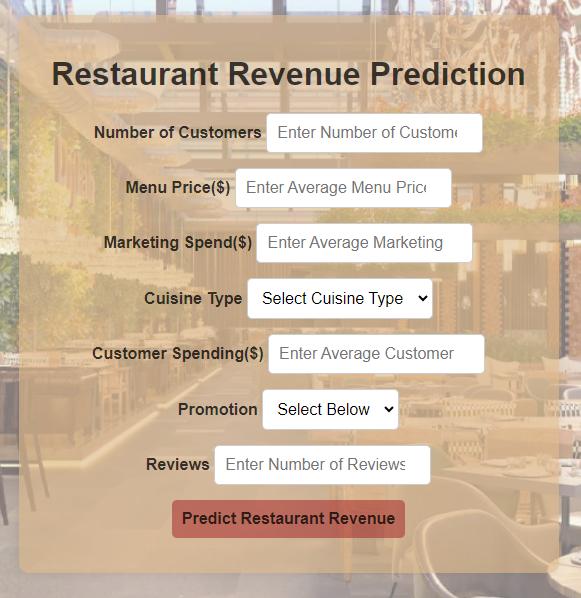 Restaurant Revenue Prediction
Number of Customers Enter Number of Custome
Menu Price($) Enter Average Menu Price
Marketing Spend($) Enter Average Marketing
Cuisine Type Select Cuisine Type
Customer Spending($) Enter Average Customer
Promotion Select Below
Reviews Enter Number of Reviews
Predict Restaurant Revenue